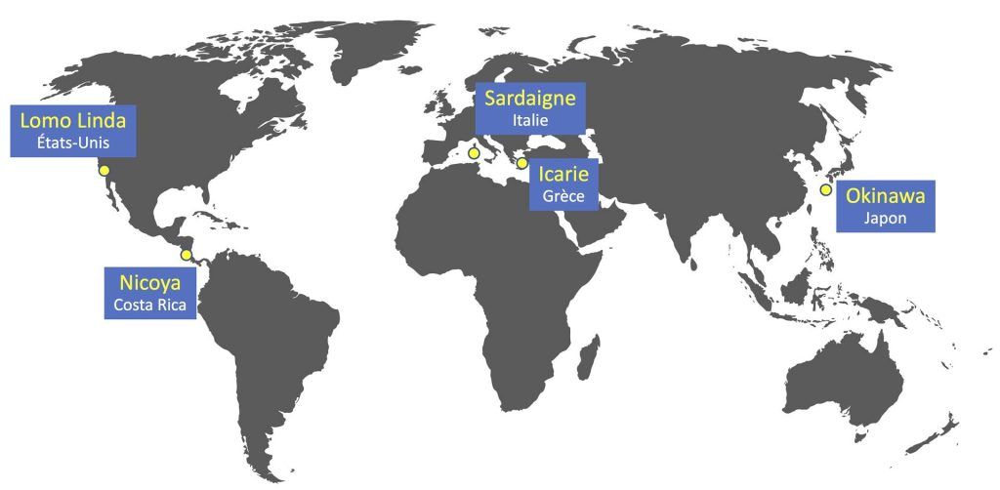 Lomo Linda
États-Unis
Sardaigne
Italie
Icarie
Grèce
Okinawa
Japon
Nicoya
Costa Rica